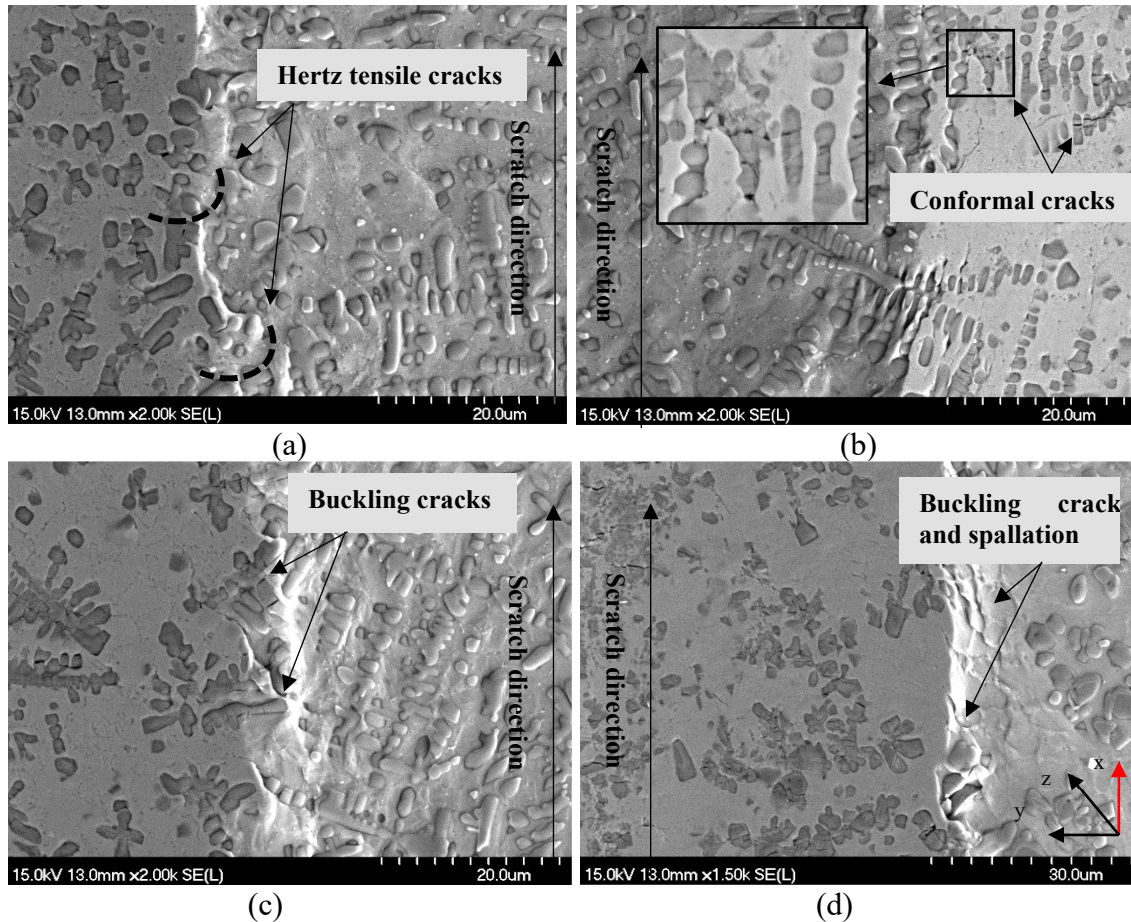 Hertz tensile cracks
Scratch direction
15.0kV 13.0mm x2.00k SE(L)
20.0um
(a)
Scratch direction
Conformal cracks
15.0kV 13.0mm x2.00k SE(L)
20.0um
(b)
Buckling cracks
Scratch direction
15.0kV 13.0mm x2.00k SE(L)
20.0um
(c)
Scratch direction
Buckling crack
and spallation
x
z
y
15.0kV 13.0mm x1.50k SE(L)
30.0um
(d)